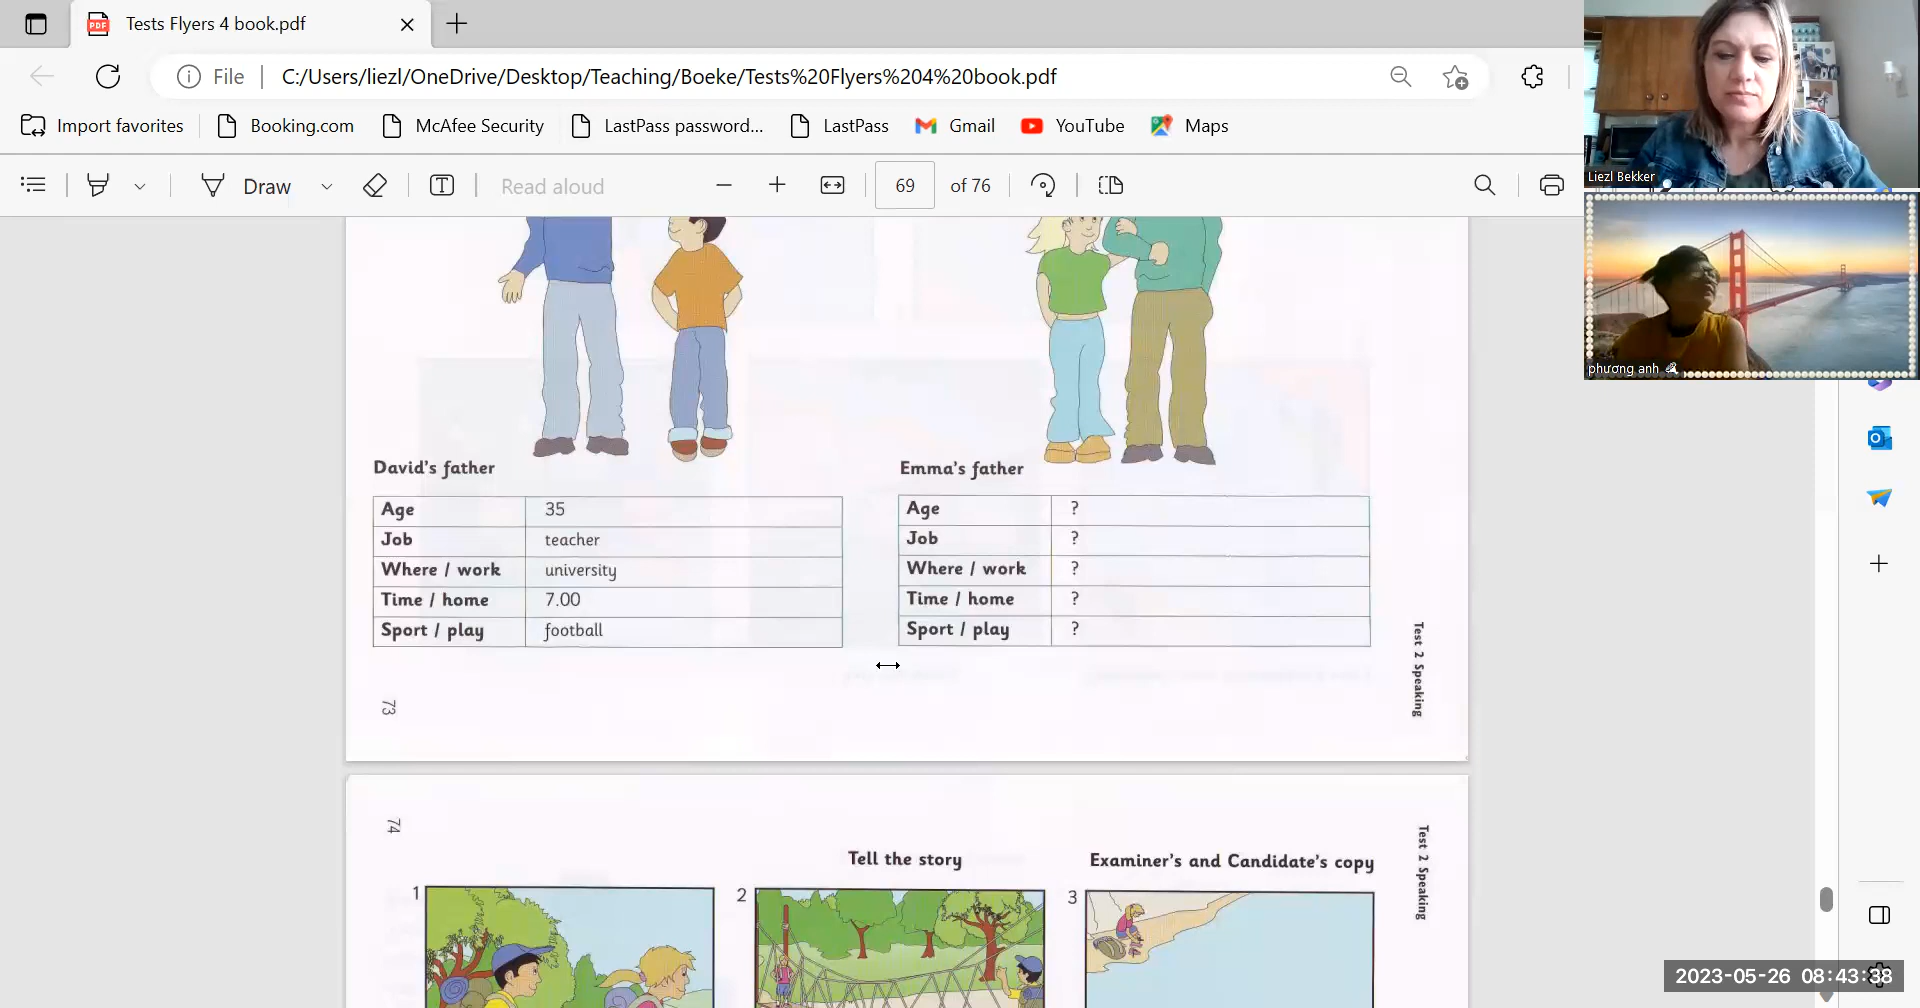 Tests Flyers 4 book.pdf
File
C:/Users/liezl/OneDrive/Desktop/Teaching/Boeke/Tests%20Flyers%204%20book.pdf
Import favorites
Booking.com
McAfee Security
LastPass password...
LastPass
Gmail
YouTube
Maps
Draw
Read aloud
69 of 76
Liezl Bekker
phương anh
David's father
Age 35
Job teacher
Where / work university
Time / home 7.00
Sport / play football
Emma's father
Age ?
Job ?
Where / work ?
Time / home ?
Sport / play ?
Test 2 Speaking
73
74
Tell the story
Examiner's and Candidate's copy
Test 2 Speaking
1
2
3
2023-05-26 08:43:38